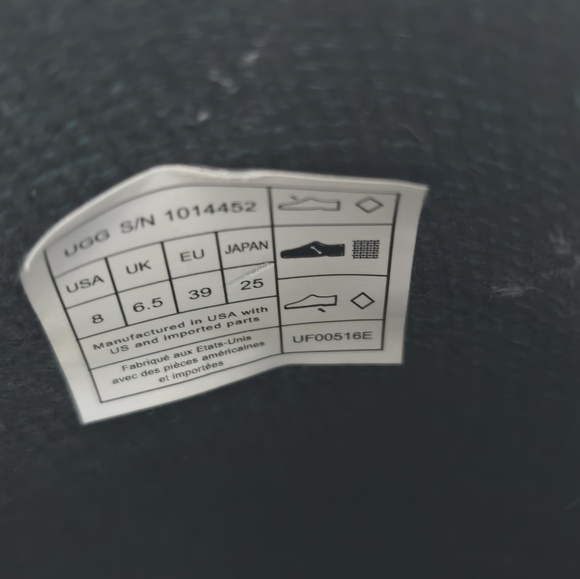 UGG S/N 1014452
USA UK EU JAPAN
8 6.5 39 25
Manufactured in USA with
US and imported parts
Fabriqué aux Etats-Unis
avec des pièces américaines
et importées
UF00516E